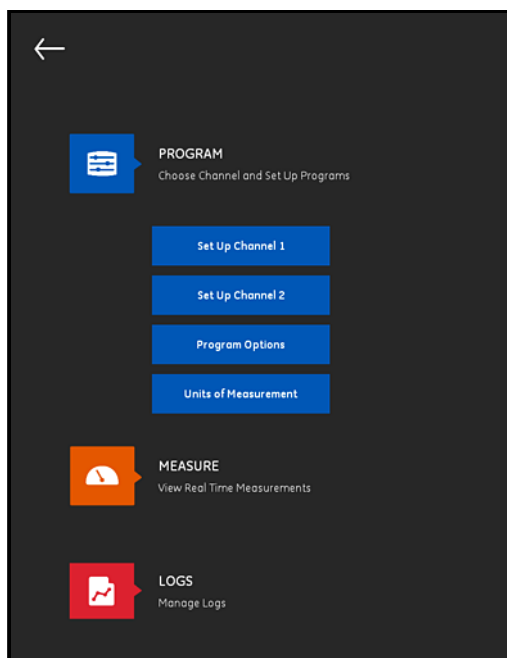 PROGRAM
Choose Channel and Set Up Programs
Set Up Channel 1
Set Up Channel 2
Program Options
Units of Measurement
MEASURE
View Real Time Measurements
LOGS
Manage Logs